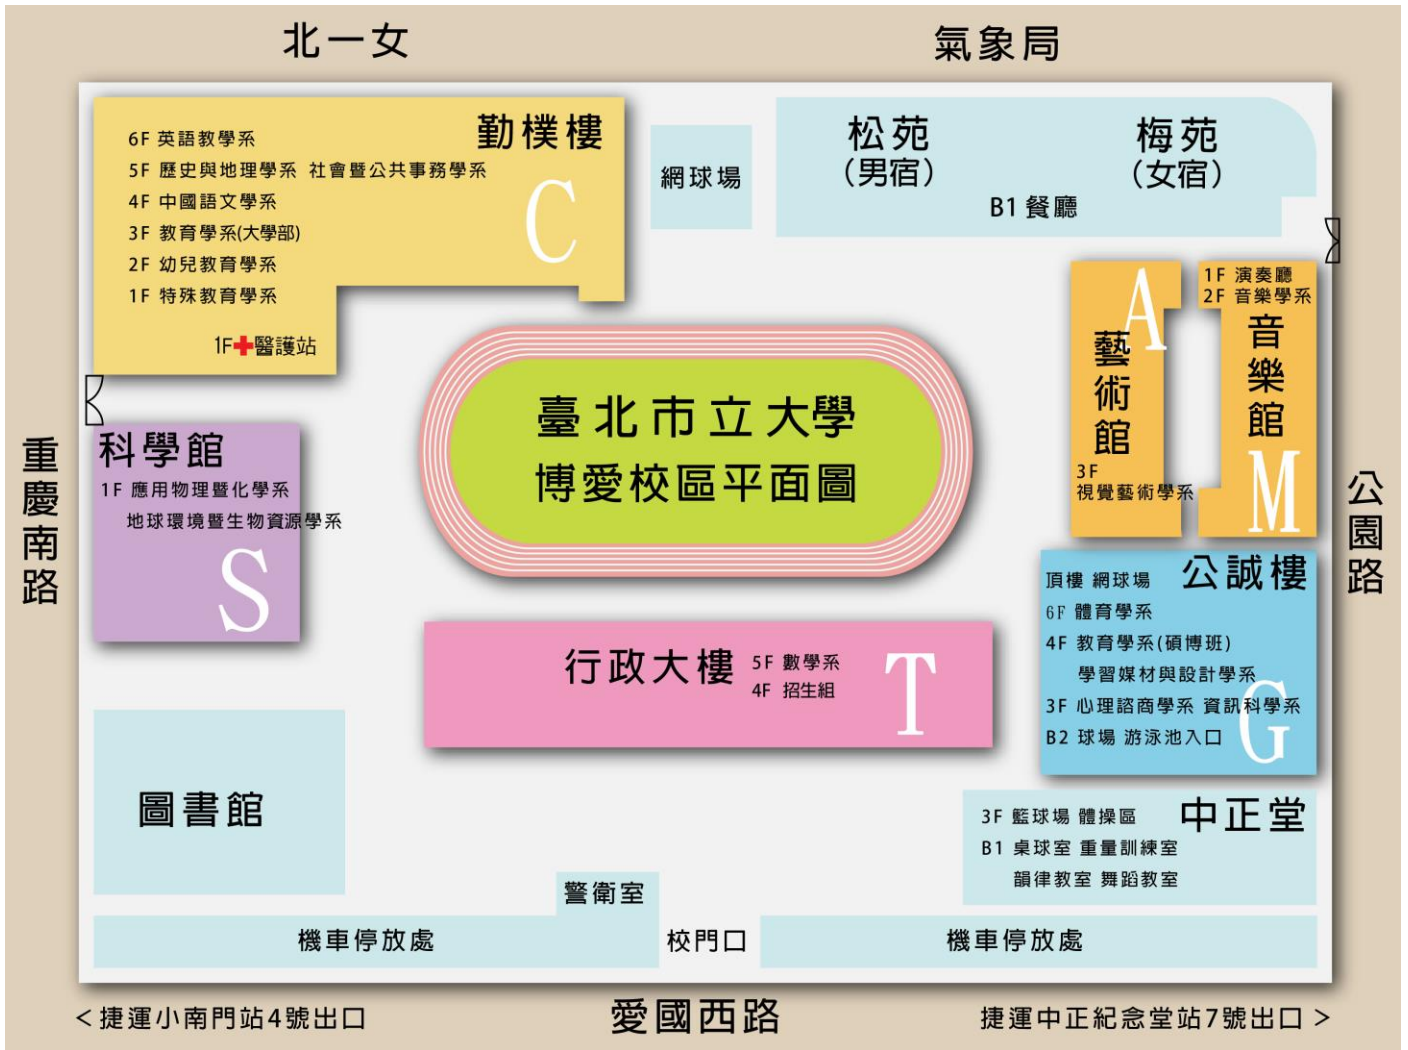 北一女
氣象局
勤樸樓
6F 英語教學系
5F 歷史與地理學系 社會暨公共事務學系
4F 中國語文學系
3F 教育學系(大學部)
2F 幼兒教育學系
1F 特殊教育學系
1F 醫護站
C
網球場
松苑
(男宿)
梅苑
(女宿)
B1 餐廳
A
藝術館
3F
視覺藝術學系
1F 演奏廳
2F 音樂學系
音樂館
M
臺北市立大學
博愛校區平面圖
重慶南路
公園路
科學館
1F 應用物理暨化學系
地球環境暨生物資源學系
S
行政大樓
5F 數學系
4F 招生組
T
公誠樓
頂樓 網球場
6F 體育學系
4F 教育學系(碩博班)
學習媒材與設計學系
3F 心理諮商學系 資訊科學系
B2 球場 游泳池入口
G
圖書館
中正堂
3F 籃球場 體操區
B1 桌球室 重量訓練室
韻律教室 舞蹈教室
警衛室
機車停放處
校門口
機車停放處
<捷運小南門站4號出口
愛國西路
捷運中正紀念堂站7號出口 >